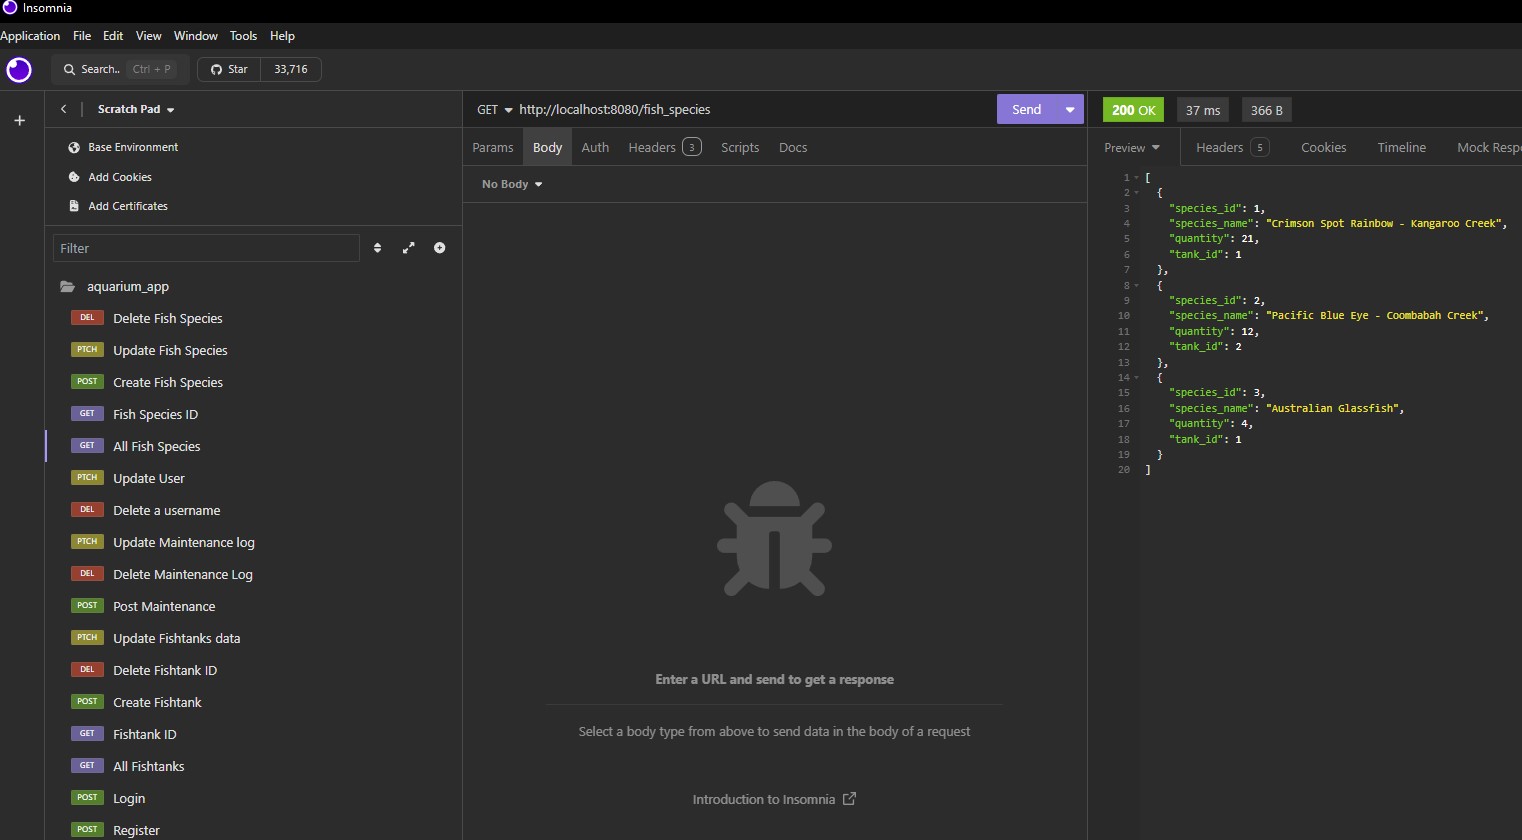 Insomnia
Application File Edit View Window Tools Help
Search.. Ctrl + P Star 33,716
Scratch Pad
Base Environment
Add Cookies
Add Certificates
Filter
aquarium_app
DEL Delete Fish Species
PTCH Update Fish Species
POST Create Fish Species
GET Fish Species ID
GET All Fish Species
PTCH Update User
DEL Delete a username
PTCH Update Maintenance log
DEL Delete Maintenance Log
POST Post Maintenance
PTCH Update Fishtanks data
DEL Delete Fishtank ID
POST Create Fishtank
GET Fishtank ID
GET All Fishtanks
POST Login
POST Register
GET http://localhost:8080/fish_species Send
Params Body Auth Headers 3 Scripts Docs
No Body
Enter a URL and send to get a response
Select a body type from above to send data in the body of a request
Introduction to Insomnia
200 OK 37 ms 366 B
Preview Headers 5 Cookies Timeline Mock Resp
1 [
2 {
3 "species_id": 1,
4 "species_name": "Crimson Spot Rainbow - Kangaroo Creek",
5 "quantity": 21,
6 "tank_id": 1
7 },
8 {
9 "species_id": 2,
10 "species_name": "Pacific Blue Eye - Coombabah Creek",
11 "quantity": 12,
12 "tank_id": 2
13 },
14 {
15 "species_id": 3,
16 "species_name": "Australian Glassfish",
17 "quantity": 4,
18 "tank_id": 1
19 }
20 ]